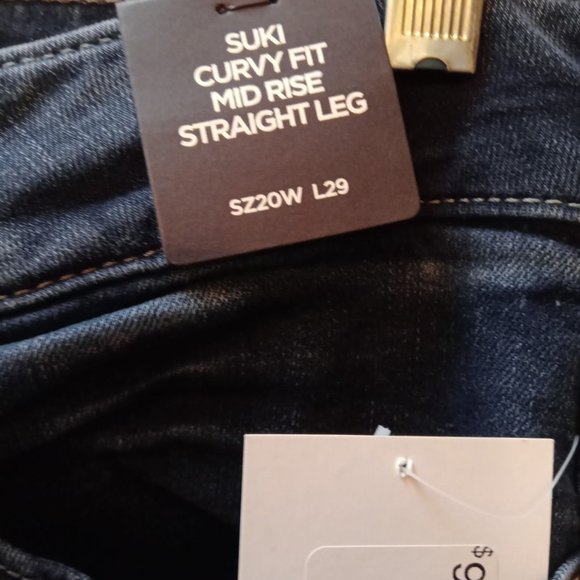 SUKI
CURVY FIT
MID RISE
STRAIGHT LEG
SZ20W L29
$